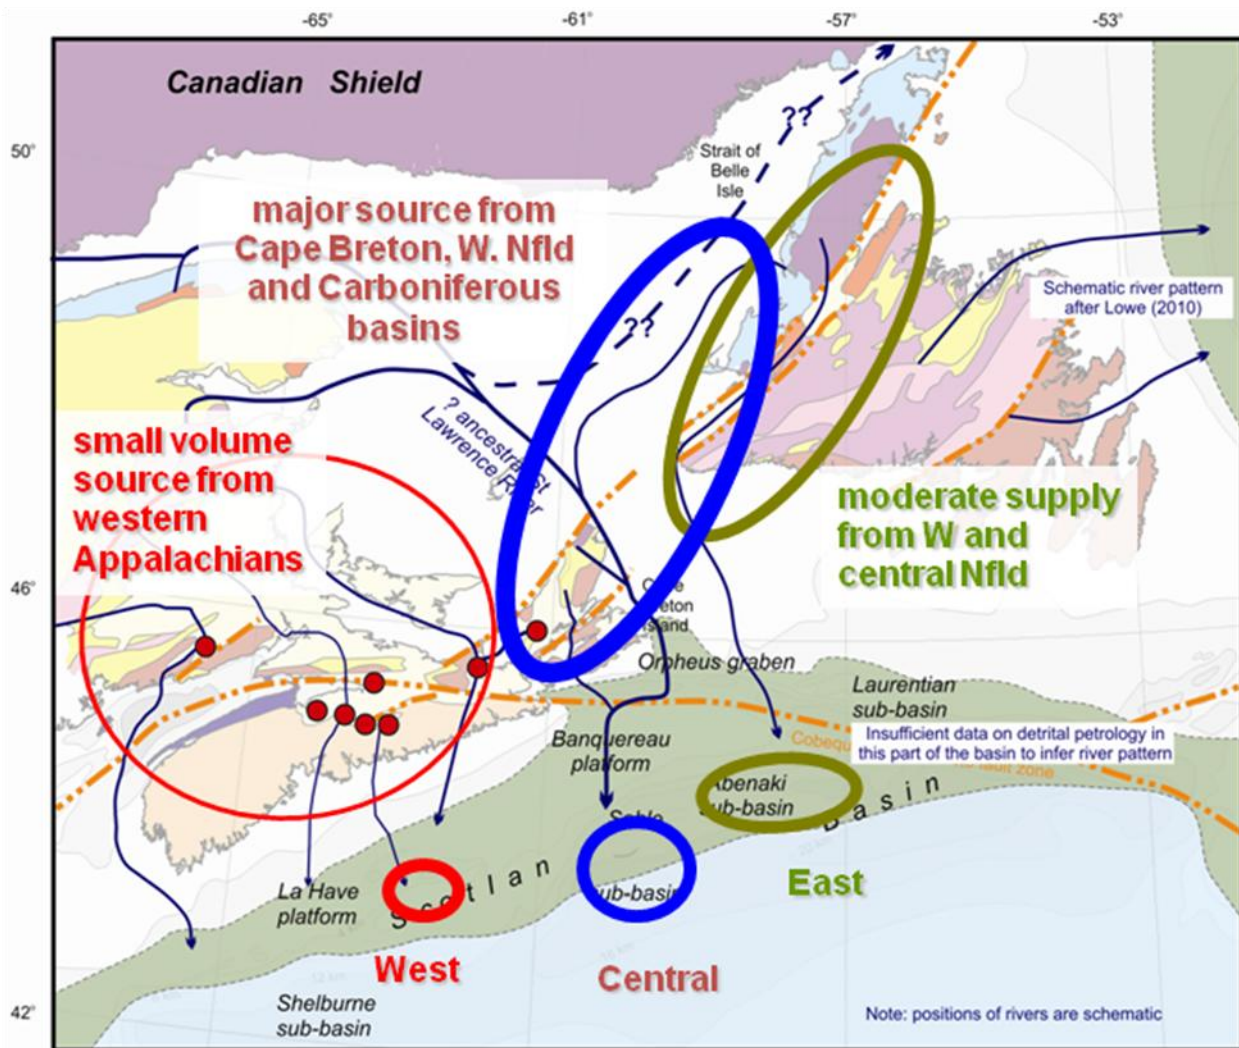 -65°
-61°
-57°
-53°
Canadian Shield
50°
??
Strait of
Belle
Isle
major source from
Cape Breton, W. Nfld
and Carboniferous
basins
Schematic river pattern
after Lowe (2010)
??
? ancestral St
Lawrence River
small volume
source from
western
Appalachians
moderate supply
from W and
central Nfld
46°
Island
Orpheus graben
Laurentian
sub-basin
Insufficient data on detrital petrology in
this part of the basin to infer river pattern
fault zone
Banquereau
platform
Abenaki
sub-basin
Sable
sub-basin
Scotian Basin
La Have
platform
East
West
Central
Shelburne
sub-basin
42°
Note: positions of rivers are schematic